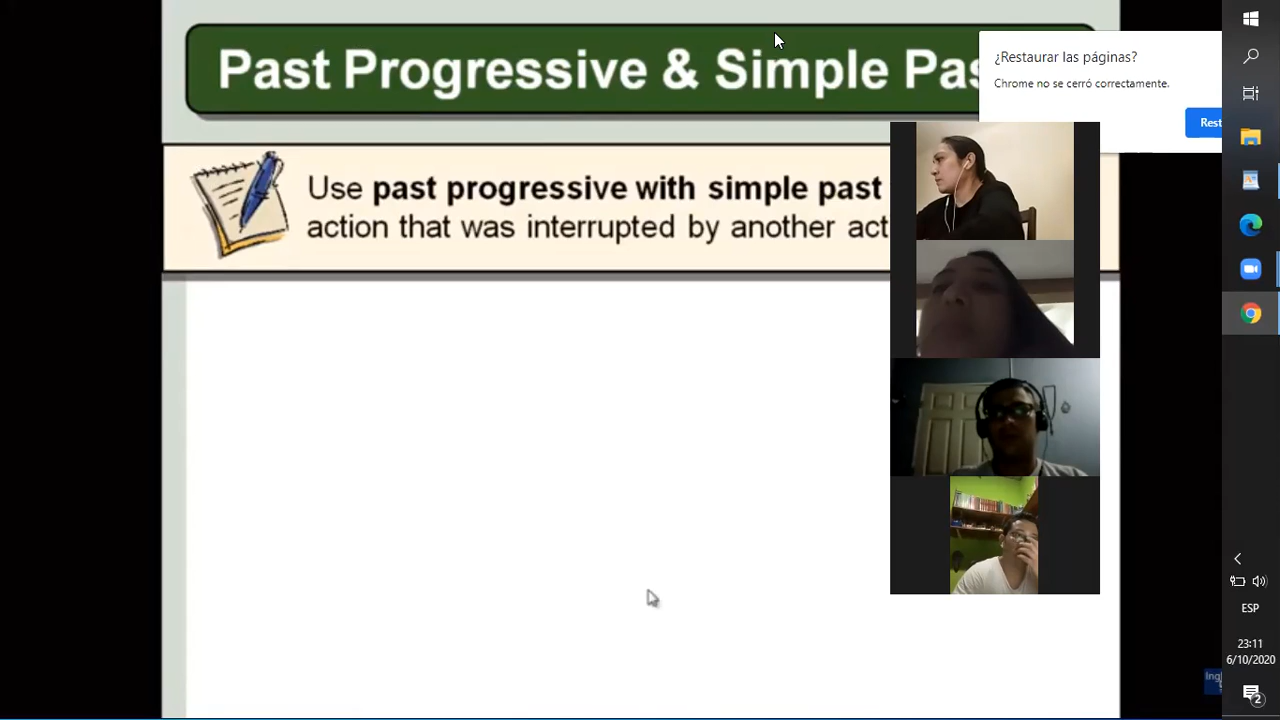 Past Progressive & Simple Pas
¿Restaurar las páginas?
Chrome no se cerró correctamente.
Rest
Use past progressive with simple past
action that was interrupted by another act
ESP
23:11
6/10/2020
2